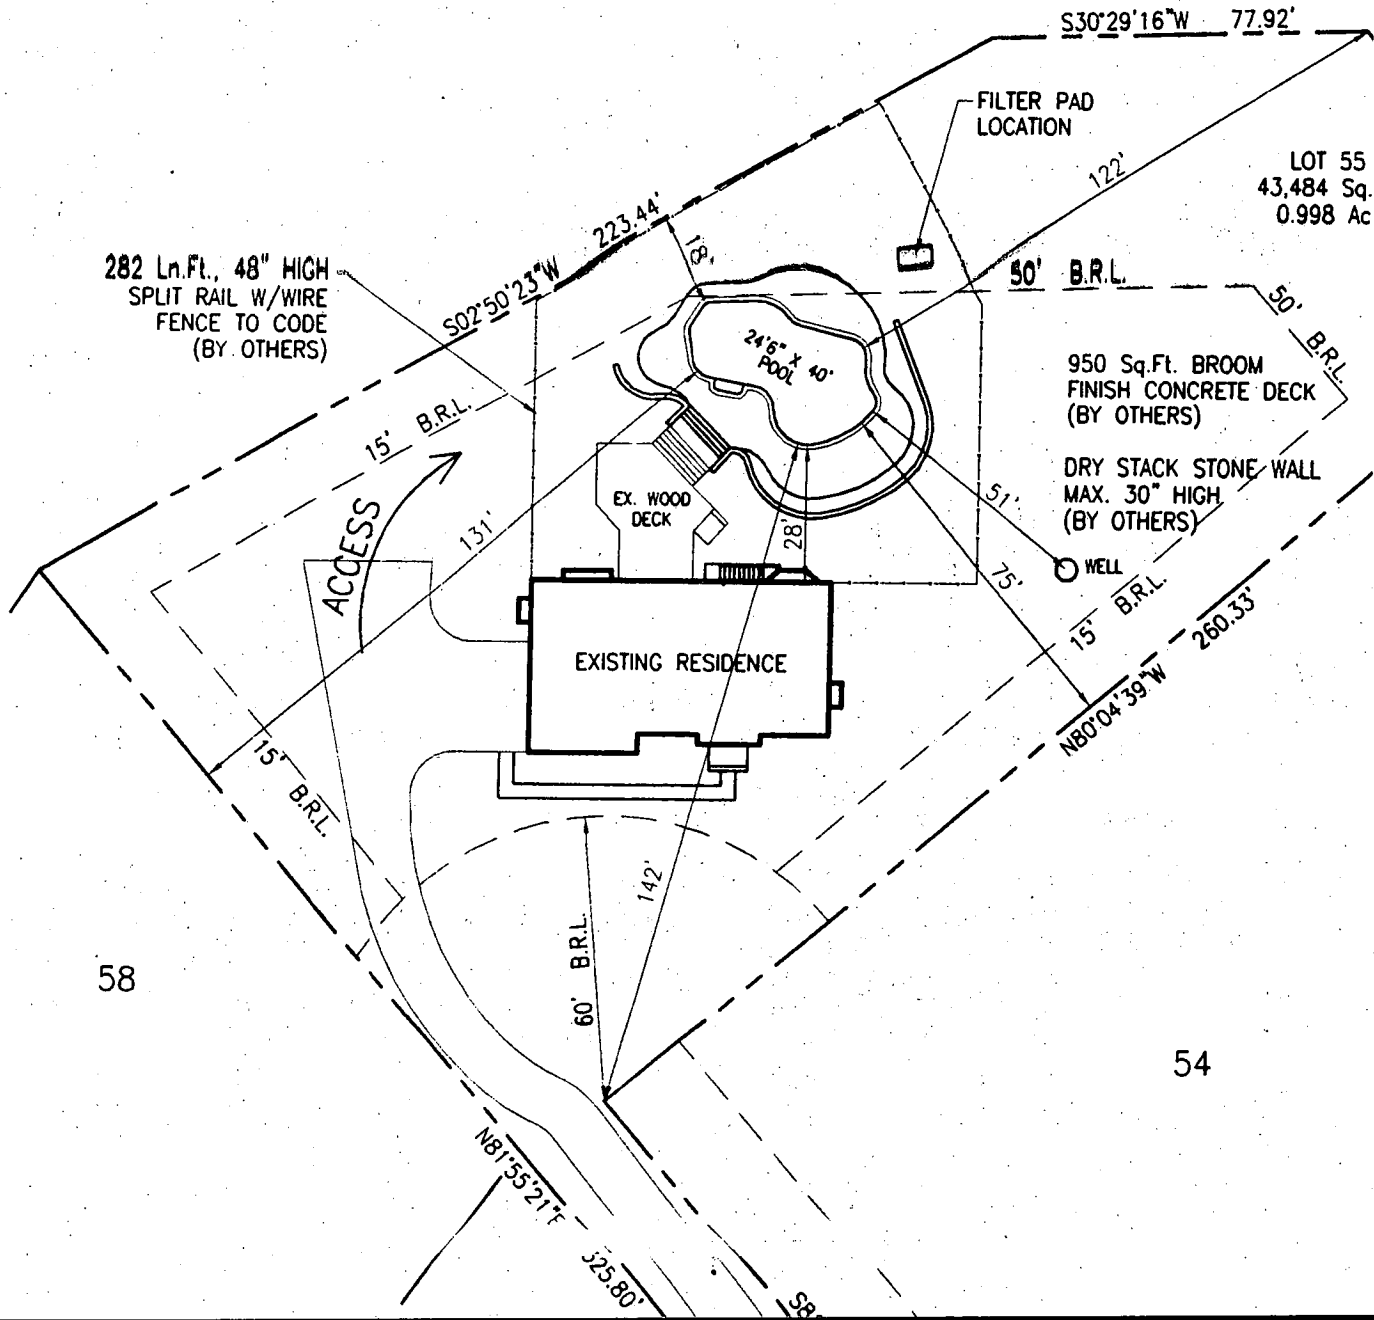 S30°29'16"W 77.92'
FILTER PAD
LOCATION
122'
LOT 55
43,484 Sq.
0.998 Ac
223.44'
S02°50'23"W
18'
282 Ln.Ft., 48" HIGH
SPLIT RAIL W/WIRE
FENCE TO CODE
(BY OTHERS)
50' B.R.L.
50' B.R.L.
24'6" X 40'
POOL
950 Sq.Ft. BROOM
FINISH CONCRETE DECK
(BY OTHERS)
15' B.R.L.
DRY STACK STONE WALL
MAX. 30" HIGH
(BY OTHERS)
ACCESS
131'
EX. WOOD
DECK
28'
51'
75'
WELL
15' B.R.L.
260.33'
N80°04'39"W
EXISTING RESIDENCE
15' B.R.L.
142'
60' B.R.L.
58
54
N81°55'21"E
325.80'